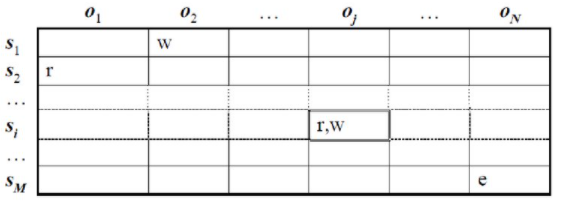 o1 o2 … oj … oN
s1 w
s2 r
…
si r,w
…
sM e